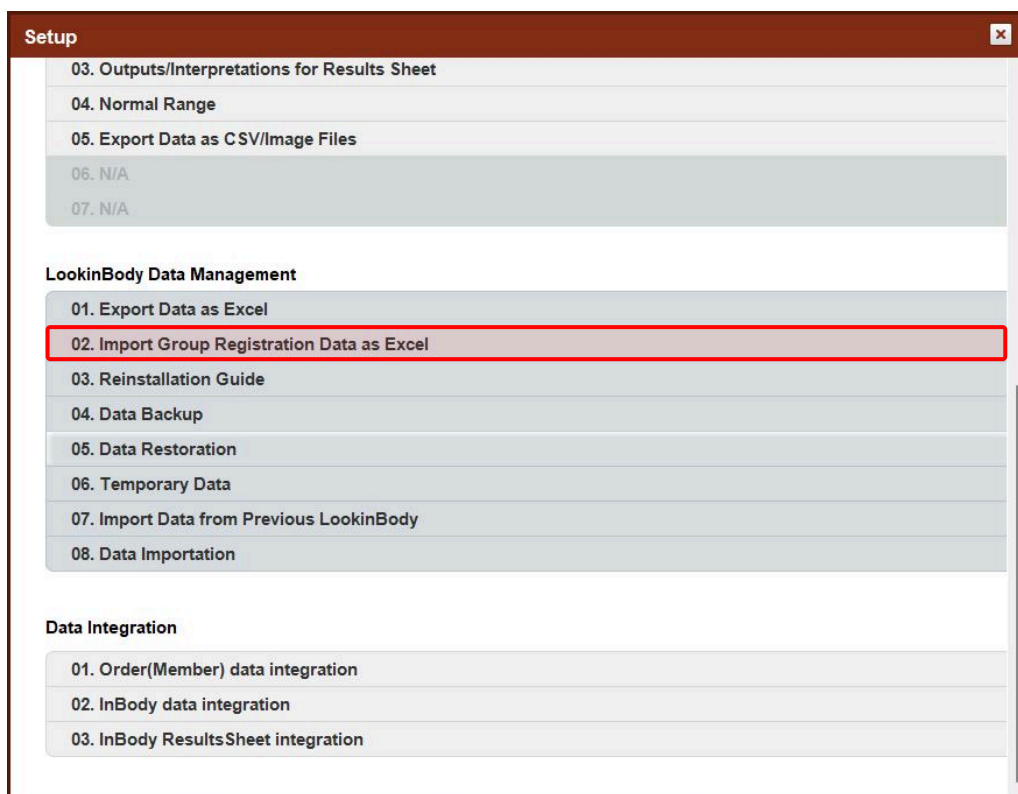 Setup
03. Outputs/Interpretations for Results Sheet
04. Normal Range
05. Export Data as CSV/Image Files
06. N/A
07. N/A
LookinBody Data Management
01. Export Data as Excel
02. Import Group Registration Data as Excel
03. Reinstallation Guide
04. Data Backup
05. Data Restoration
06. Temporary Data
07. Import Data from Previous LookinBody
08. Data Importation
Data Integration
01. Order(Member) data integration
02. InBody data integration
03. InBody ResultsSheet integration